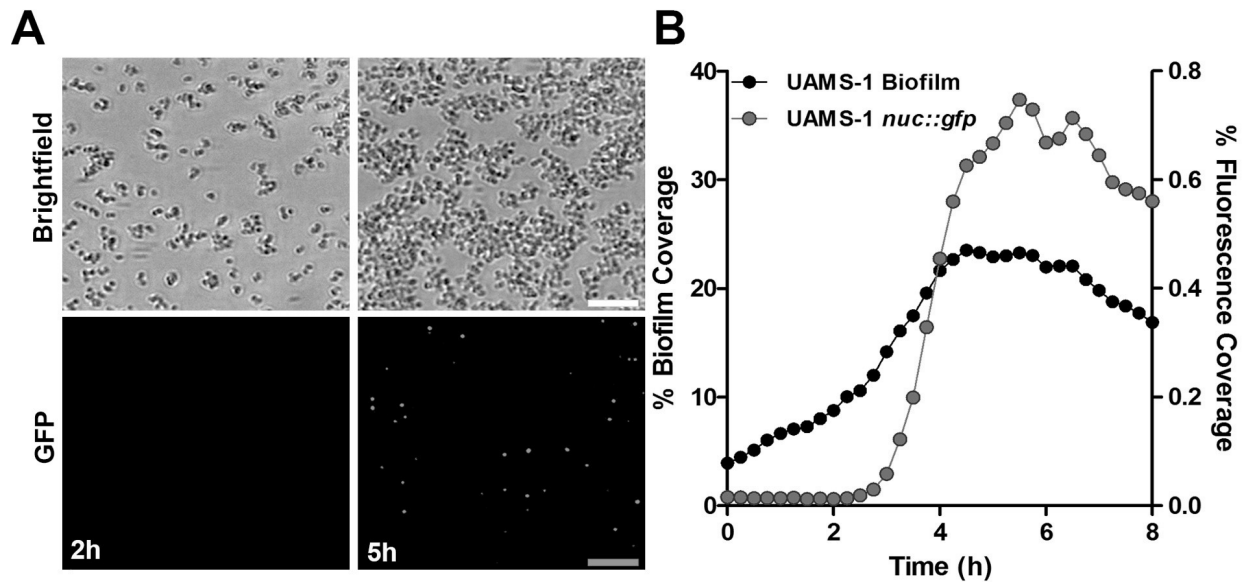 A
Brightfield
GFP
2h
5h
B
UAMS-1 Biofilm
UAMS-1 nuc::gfp
% Biofilm Coverage
40
30
20
10
0
% Fluorescence Coverage
0.8
0.6
0.4
0.2
0.0
0 2 4 6 8
Time (h)